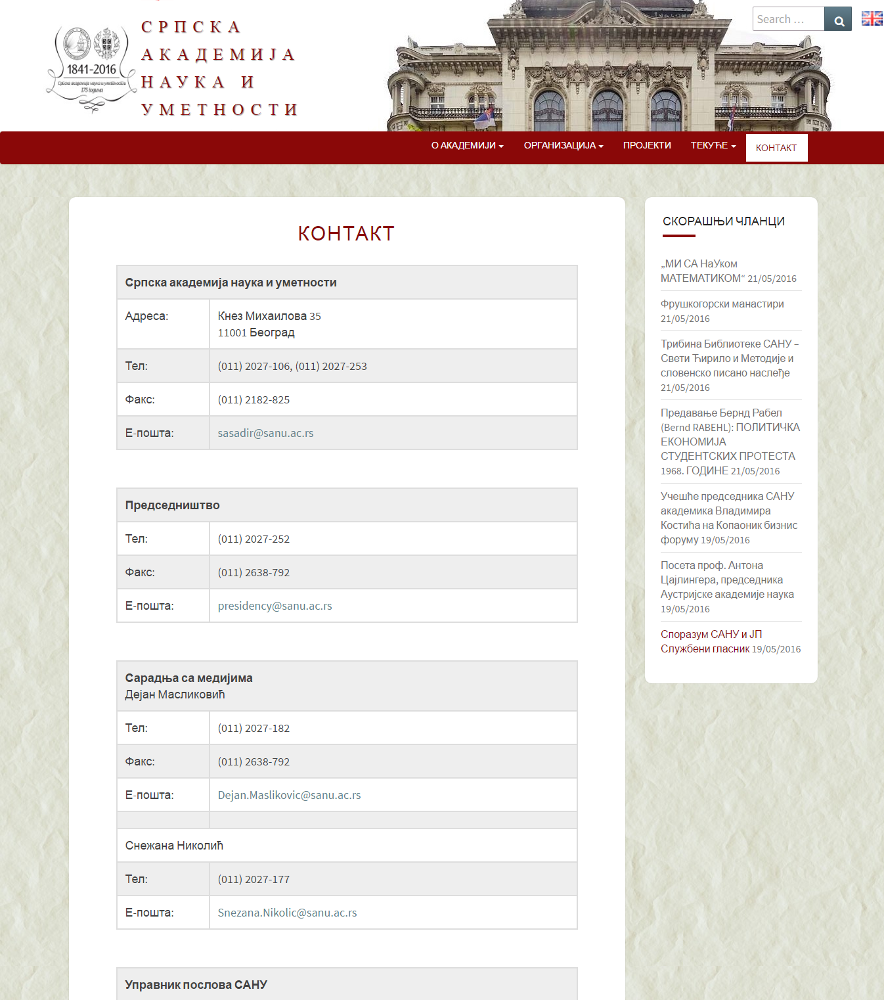 СРПСКА
АКАДЕМИЈА
НАУКА И
УМЕТНОСТИ
1841-2016
Српска академија наука и уметности
175 година
Search …
О АКАДЕМИЈИ
ОРГАНИЗАЦИЈА
ПРОЈЕКТИ
ТЕКУЋЕ
КОНТАКТ
КОНТАКТ
Српска академија наука и уметности
Адреса:
Кнез Михаилова 35
11001 Београд
Тел:
(011) 2027-106, (011) 2027-253
Факс:
(011) 2182-825
Е-пошта:
sasadir@sanu.ac.rs
Председништво
Тел:
(011) 2027-252
Факс:
(011) 2638-792
Е-пошта:
presidency@sanu.ac.rs
Сарадња са медијима
Дејан Масликовић
Тел:
(011) 2027-182
Факс:
(011) 2638-792
Е-пошта:
Dejan.Maslikovic@sanu.ac.rs
Снежана Николић
Тел:
(011) 2027-177
Е-пошта:
Snezana.Nikolic@sanu.ac.rs
Управник послова САНУ
СКОРАШЊИ ЧЛАНЦИ
„МИ СА НаУком
МАТЕМАТИКОМ“ 21/05/2016
Фрушкогорски манастири
21/05/2016
Трибина Библиотеке САНУ –
Свети Ћирило и Методије и
словенско писано наслеђе
21/05/2016
Предавање Бернд Рабел
(Bernd RABEHL): ПОЛИТИЧКА
ЕКОНОМИЈА
СТУДЕНТСКИХ ПРОТЕСТА
1968. ГОДИНЕ 21/05/2016
Учешће председника САНУ
академика Владимира
Костића на Копаоник бизнис
форуму 19/05/2016
Посета проф. Антона
Цајлингера, председника
Аустријске академије наука
19/05/2016
Споразум САНУ и ЈП
Службени гласник 19/05/2016